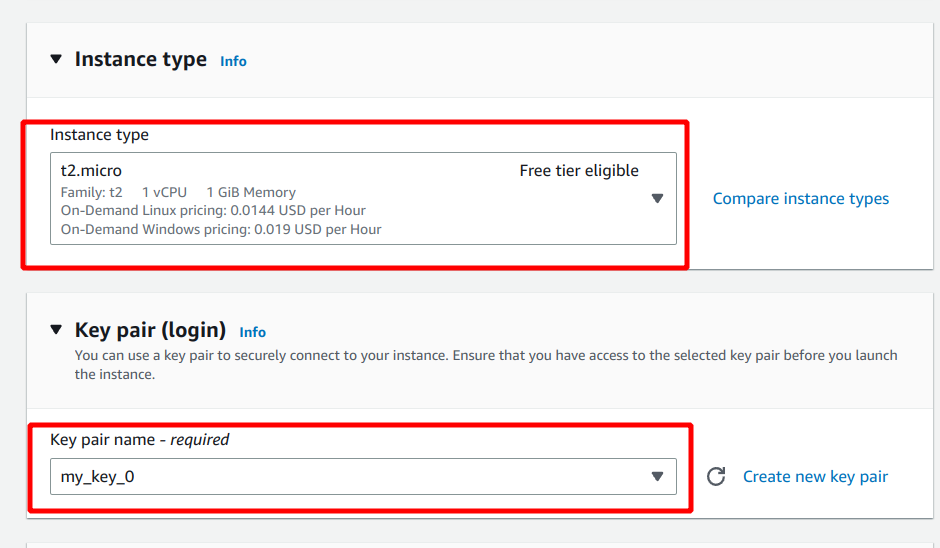 Instance type Info
Instance type
t2.micro Free tier eligible
Family: t2 1 vCPU 1 GiB Memory
On-Demand Linux pricing: 0.0144 USD per Hour
On-Demand Windows pricing: 0.019 USD per Hour
Compare instance types
Key pair (login) Info
You can use a key pair to securely connect to your instance. Ensure that you have access to the selected key pair before you launch
the instance.
Key pair name - required
my_key_0
Create new key pair